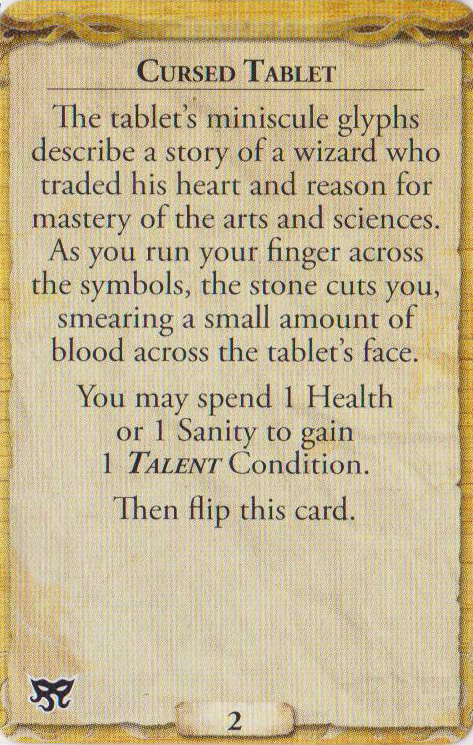 CURSED TABLET
The tablet's miniscule glyphs
describe a story of a wizard who
traded his heart and reason for
mastery of the arts and sciences.
As you run your finger across
the symbols, the stone cuts you,
smearing a small amount of
blood across the tablet's face.
You may spend 1 Health
or 1 Sanity to gain
1 TALENT Condition.
Then flip this card.
2